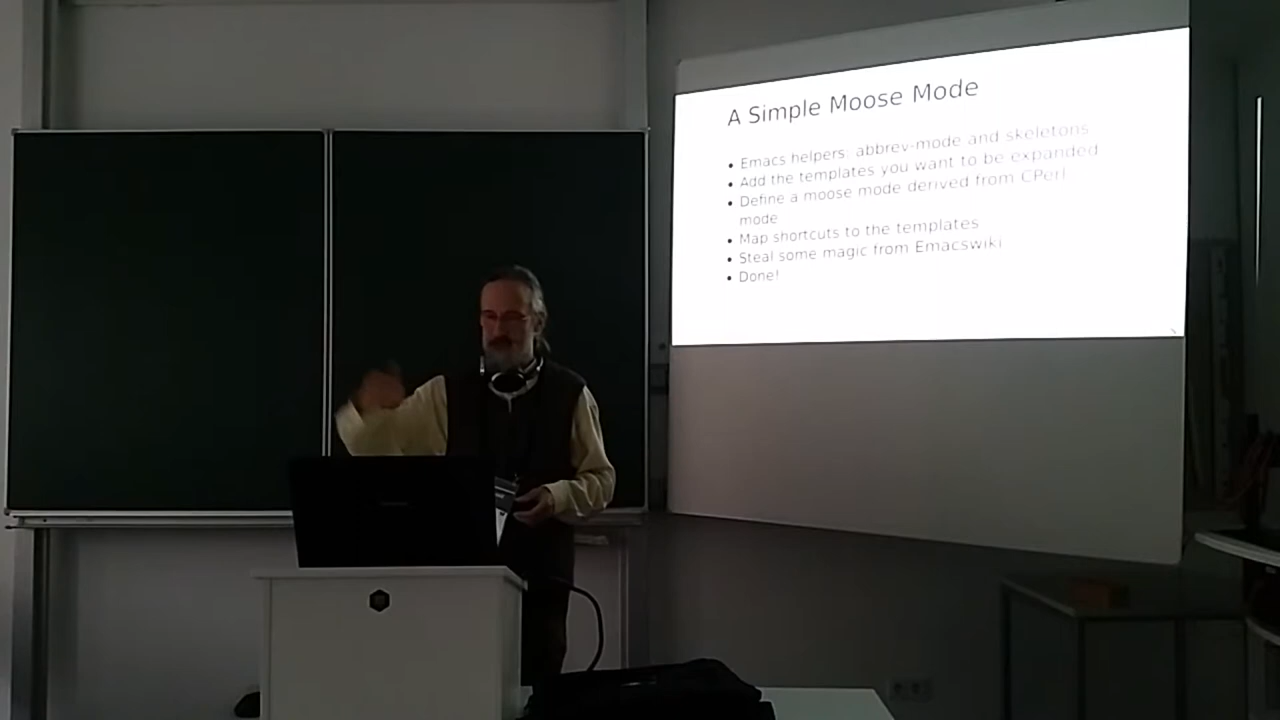 A Simple Moose Mode
• Emacs helpers: abbrev-mode and skeletons
• Add the templates you want to be expanded
• Define a moose mode derived from CPerl
mode
• Map shortcuts to the templates
• Steal some magic from Emacswiki
• Done!